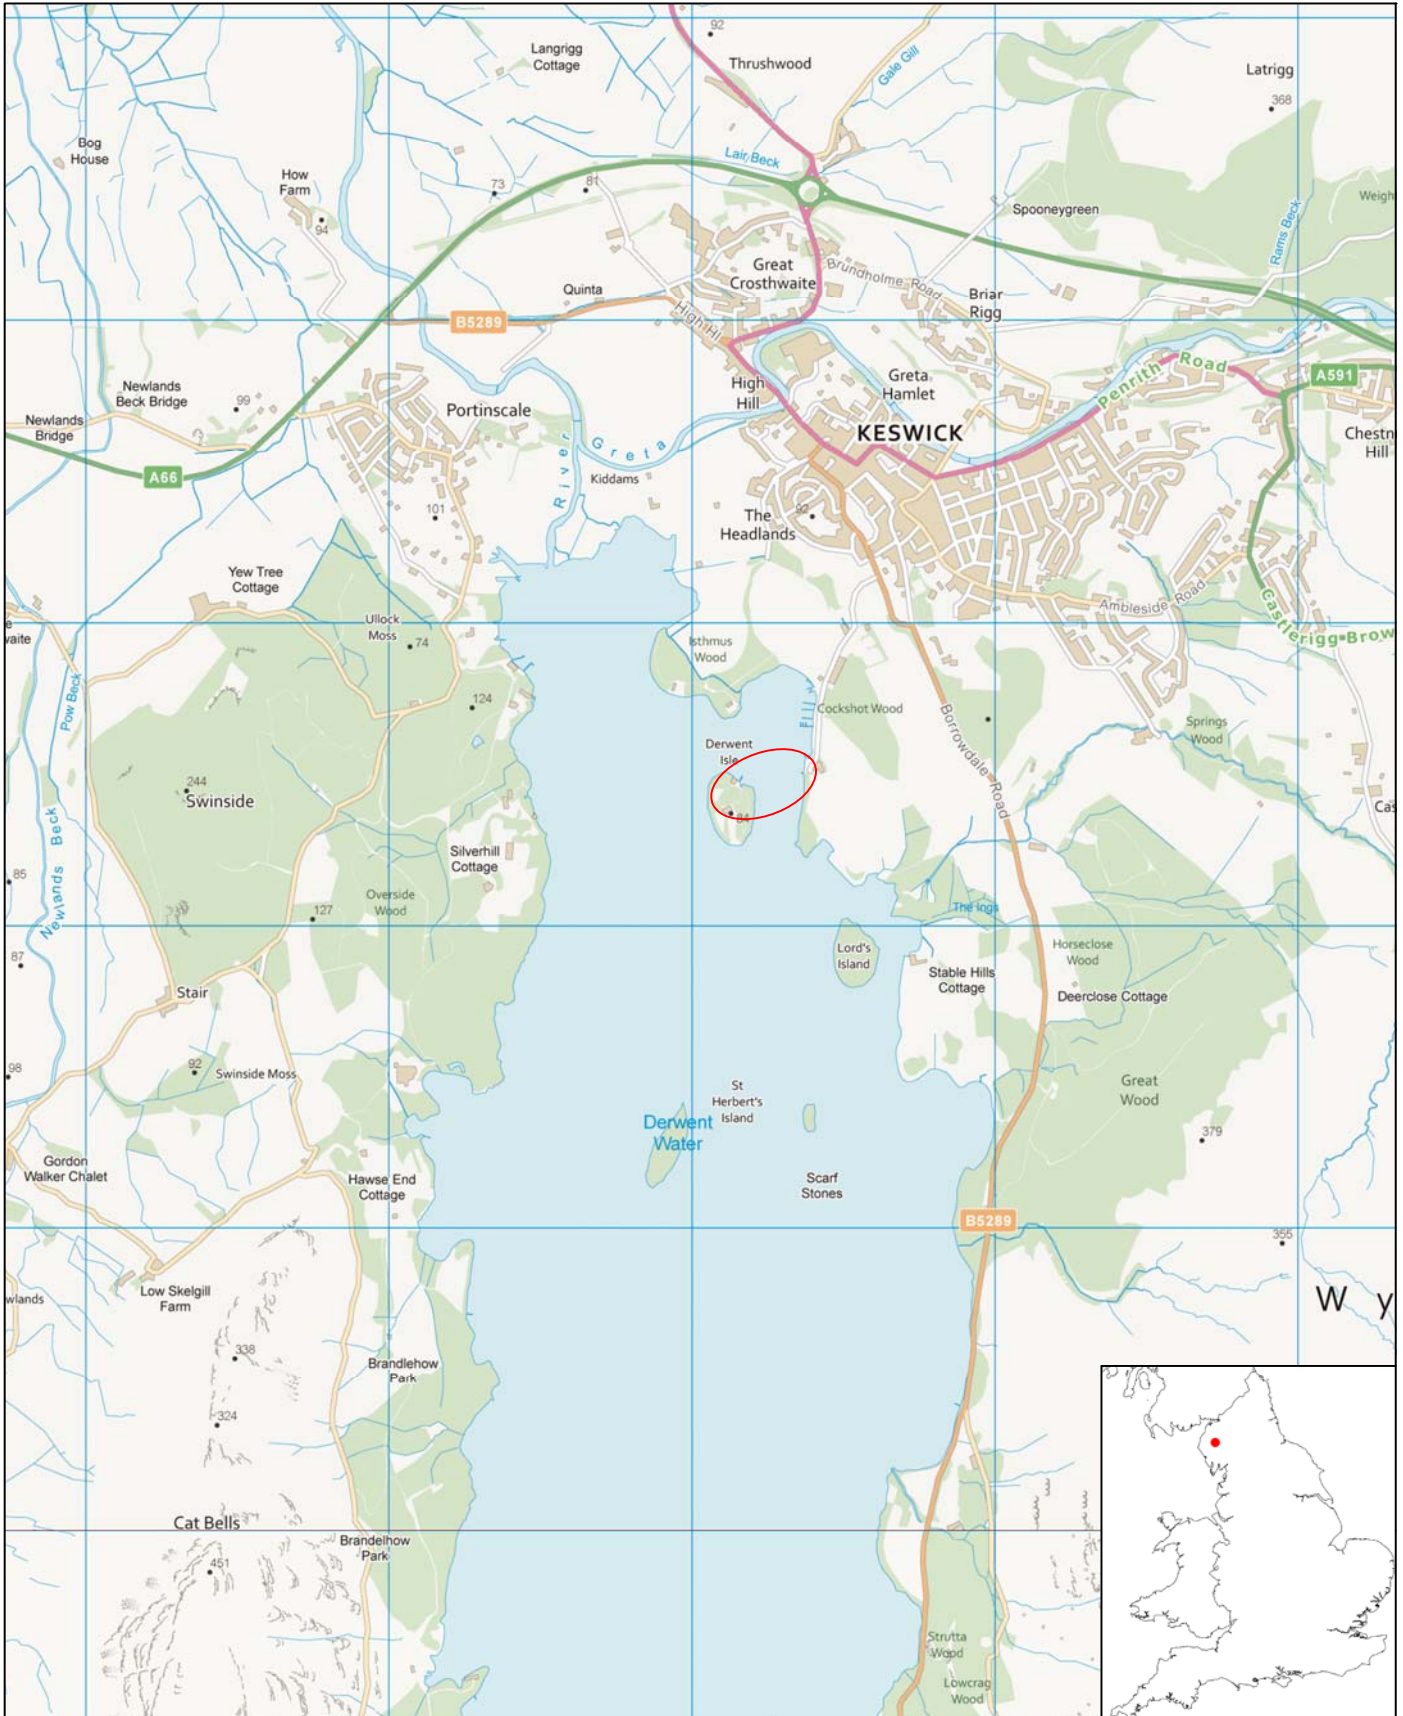 92
Thrushwood
Langrigg
Cottage
Gale Gill
Latrigg
368
Bog
House
Lair Beck
How
Farm
94
73
81
Spooneygreen
Weigh
Rams Beck
Great
Crosthwaite
Brundholme Road
Quinta
Briar
Rigg
B5289
High Hi
Penrith Road
A591
Newlands
Beck Bridge
99
High
Hill
Greta
Hamlet
Portinscale
Newlands
Bridge
KESWICK
Chestn
Hill
River Greta
A66
Kiddams
101
The
Headlands
92
Yew Tree
Cottage
Ambleside Road
Castlerigg Brow
Ullock
Moss
74
e
waite
Isthmus
Wood
Pow Beck
124
Cockshot Wood
Borrowdale Road
Springs
Wood
Derwent
Isle
244
Swinside
84
Cas
Newlands Beck
Silverhill
Cottage
85
Overside
Wood
127
The Ings
87
Lord's
Island
Horseclose
Wood
Stair
Stable Hills
Cottage
Deerclose Cottage
98
92
Swinside Moss
St
Herbert's
Island
Great
Wood
Derwent
Water
379
Gordon
Walker Chalet
Hawse End
Cottage
Scarf
Stones
B5289
355
wlands
Low Skelgill
Farm
W y
338
Brandlehow
Park
324
Cat Bells
451
Brandelhow
Park
Strutta
Wood
Lowcrag
Wood